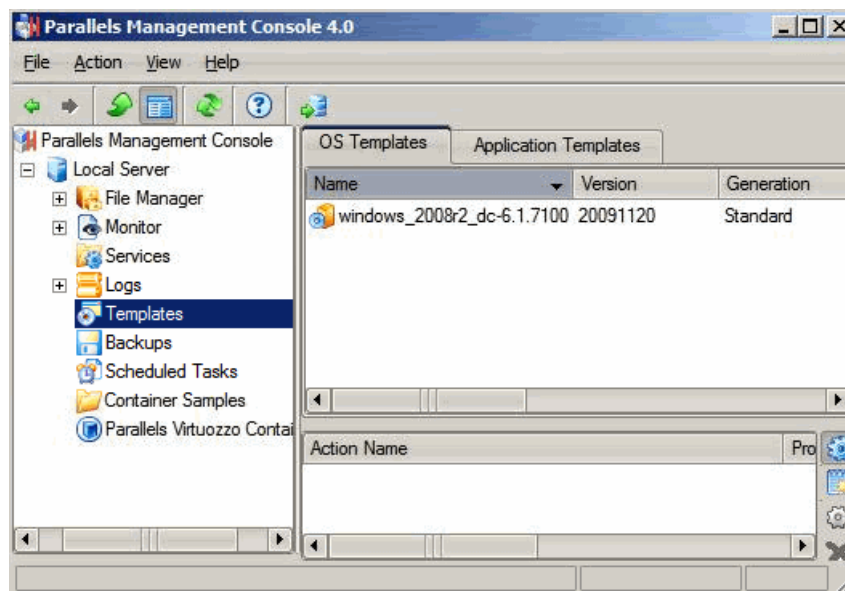 Parallels Management Console 4.0
File Action View Help
Parallels Management Console
Local Server
File Manager
Monitor
Services
Logs
Templates
Backups
Scheduled Tasks
Container Samples
Parallels Virtuozzo Contai
OS Templates Application Templates
Name Version Generation
windows_2008r2_dc-6.1.7100 20091120 Standard
Action Name Pro